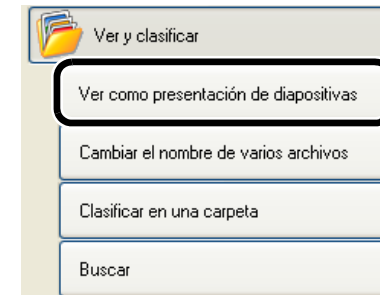 Ver y clasificar
Ver como presentación de diapositivas
Cambiar el nombre de varios archivos
Clasificar en una carpeta
Buscar